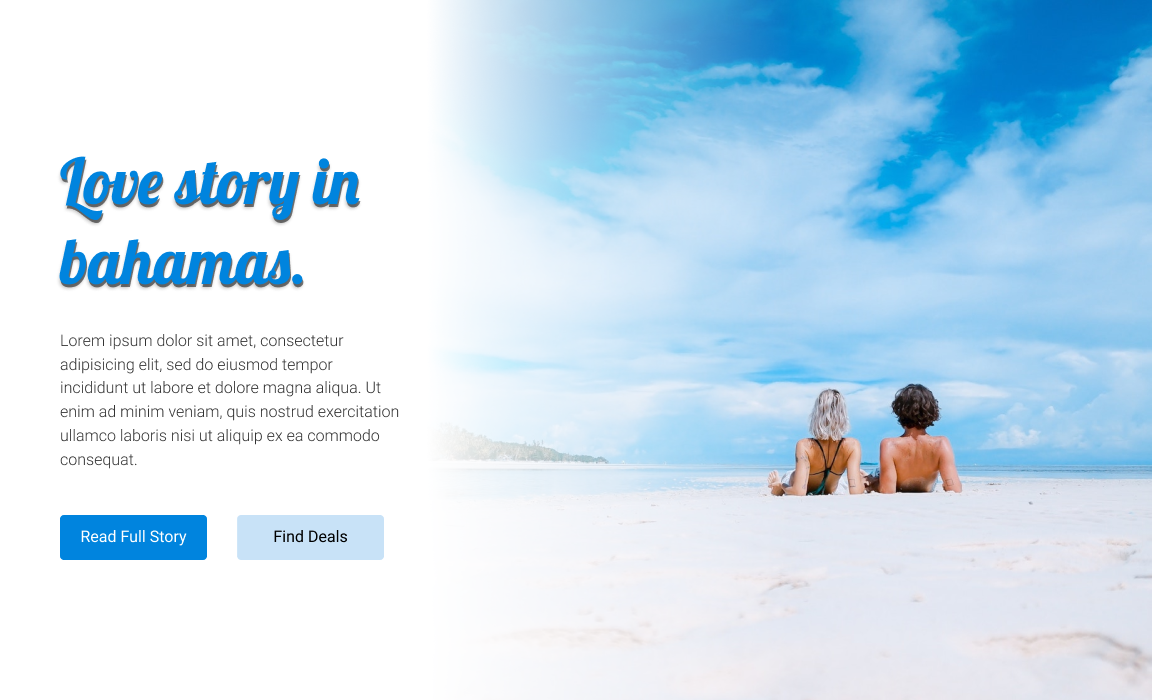 Love story in
bahamas.
Lorem ipsum dolor sit amet, consectetur
adipisicing elit, sed do eiusmod tempor
incididunt ut labore et dolore magna aliqua. Ut
enim ad minim veniam, quis nostrud exercitation
ullamco laboris nisi ut aliquip ex ea commodo
consequat.
Read Full Story
Find Deals